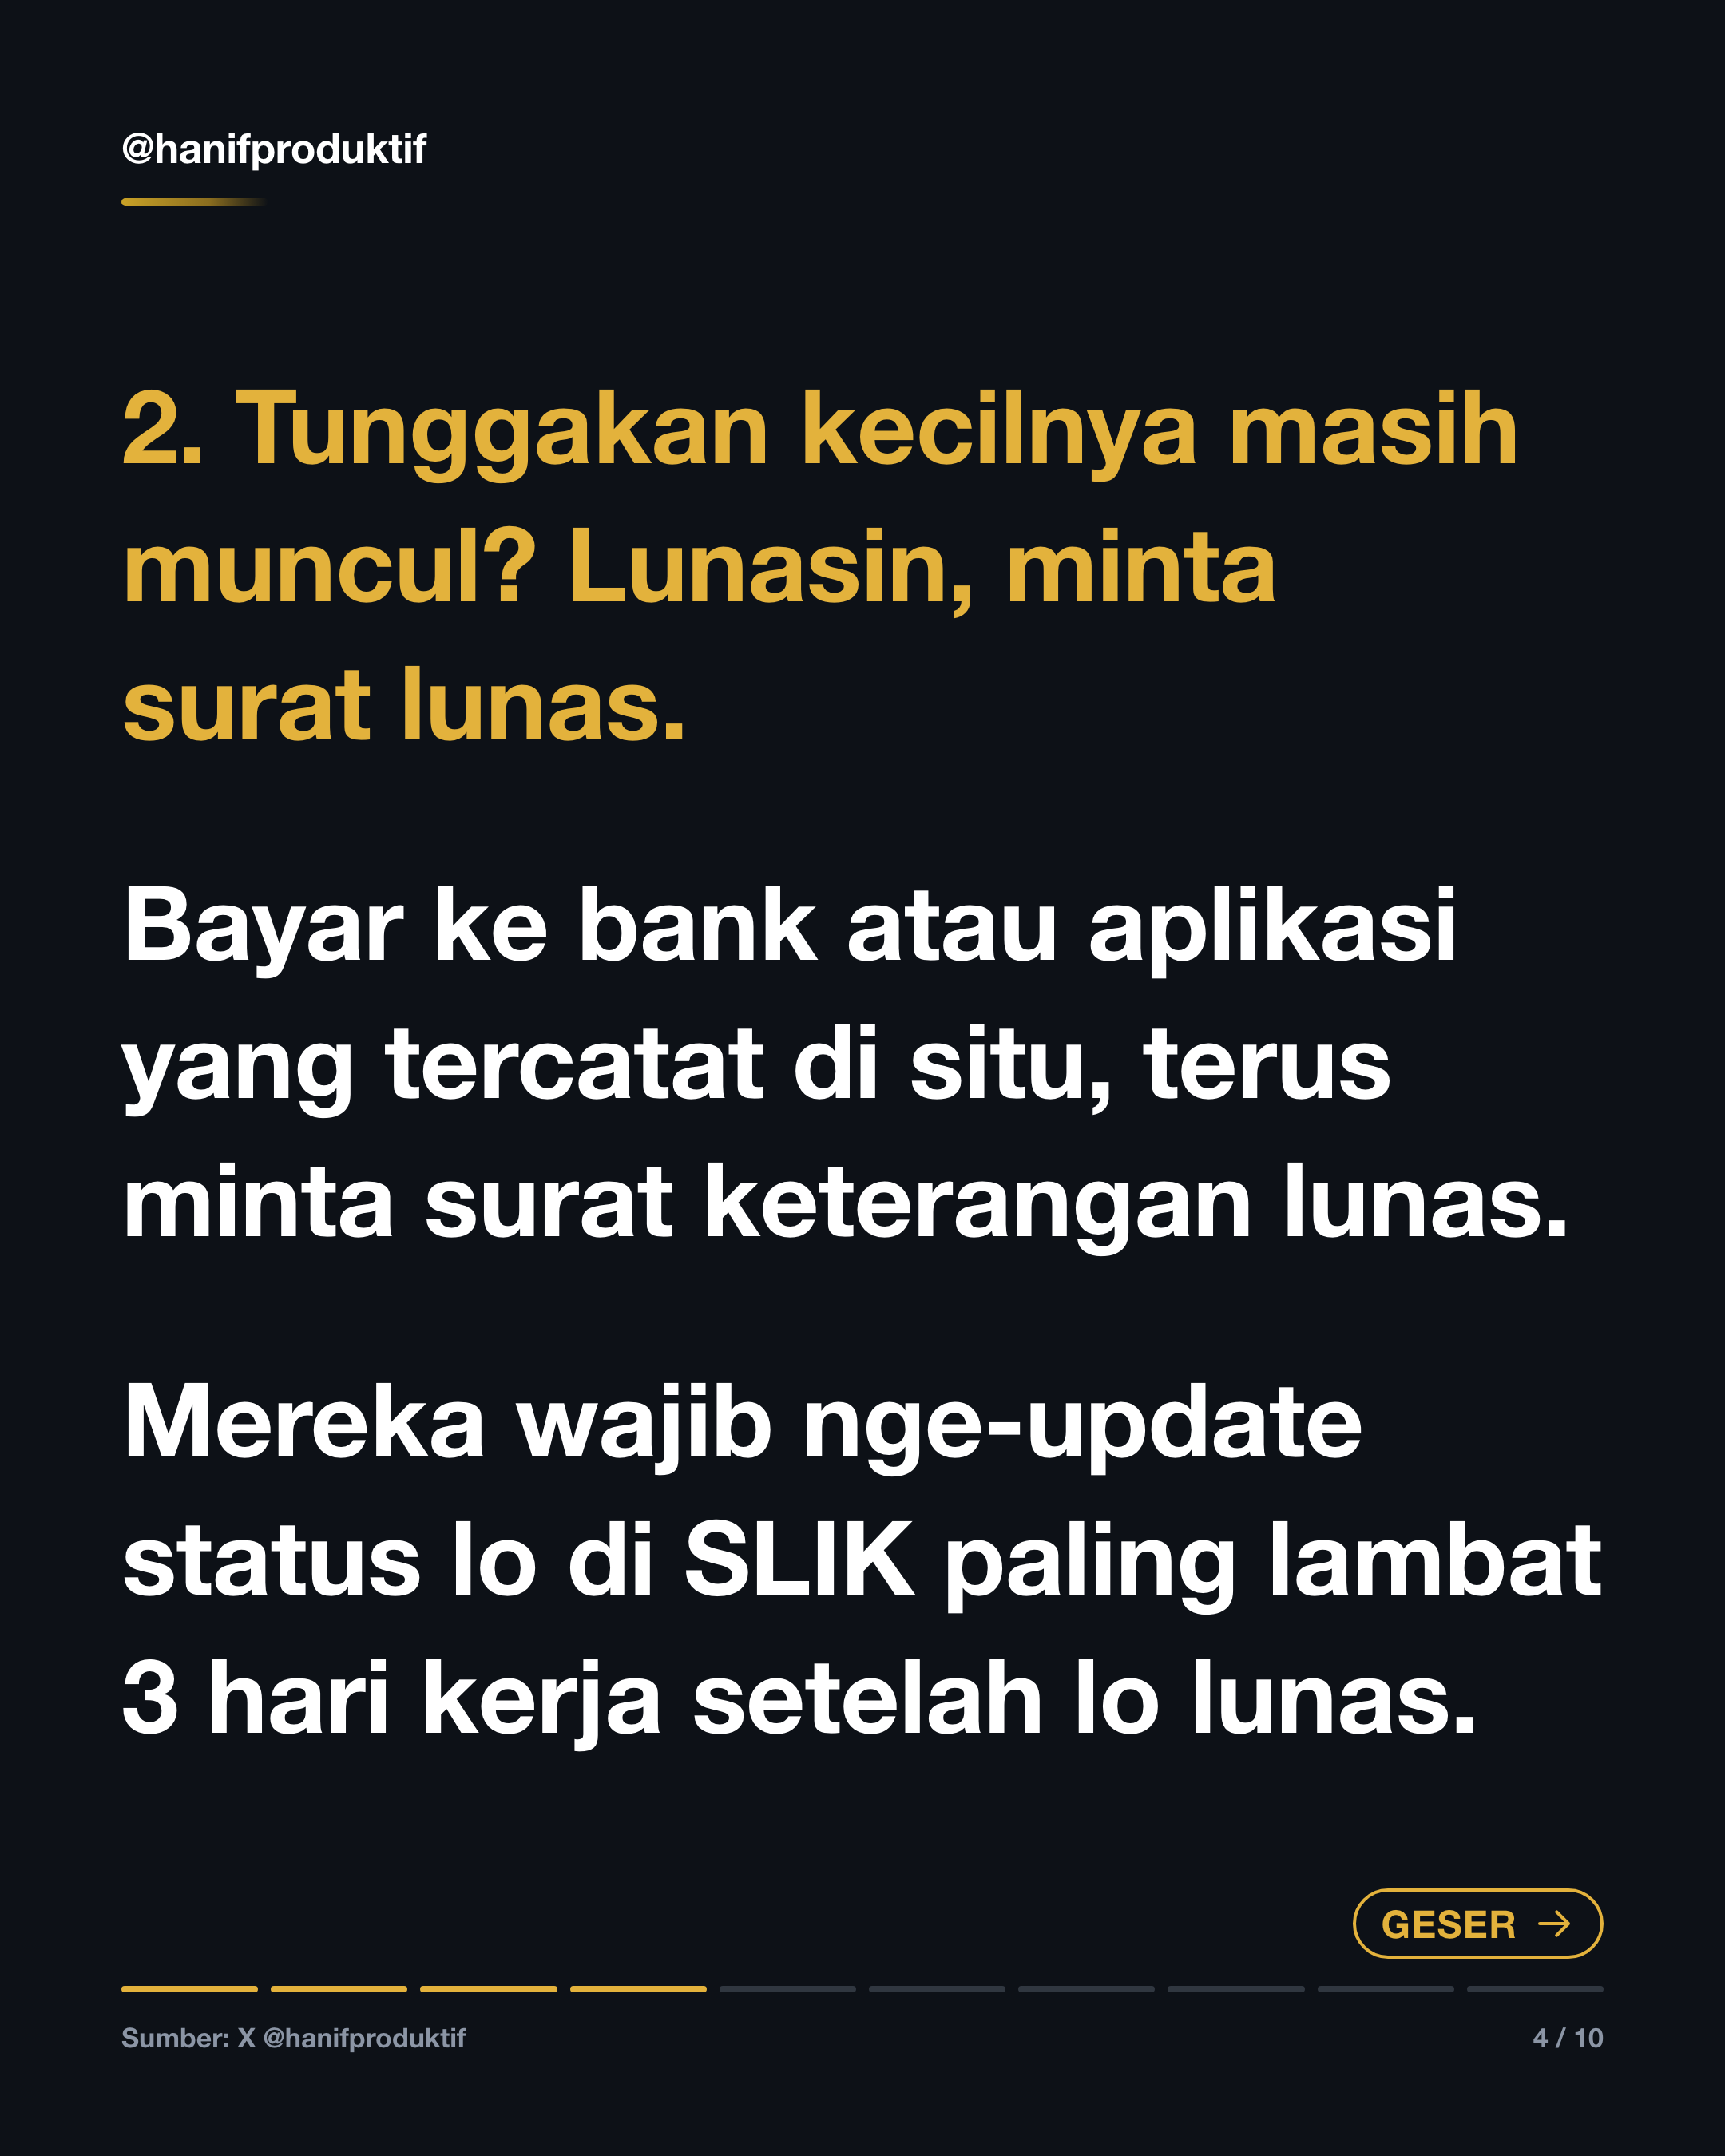 @hanifproduktif
2. Tunggakan kecilnya masih
muncul? Lunasin, minta
surat lunas.
Bayar ke bank atau aplikasi
yang tercatat di situ, terus
minta surat keterangan lunas.
Mereka wajib nge-update
status lo di SLIK paling lambat
3 hari kerja setelah lo lunas.
GESER →
Sumber: X @hanifproduktif
4 / 10